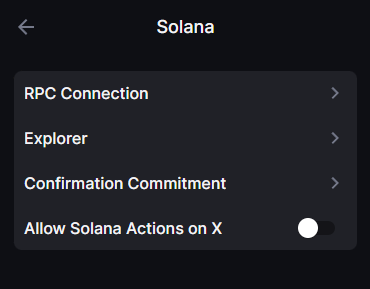 Solana
RPC Connection
Explorer
Confirmation Commitment
Allow Solana Actions on X